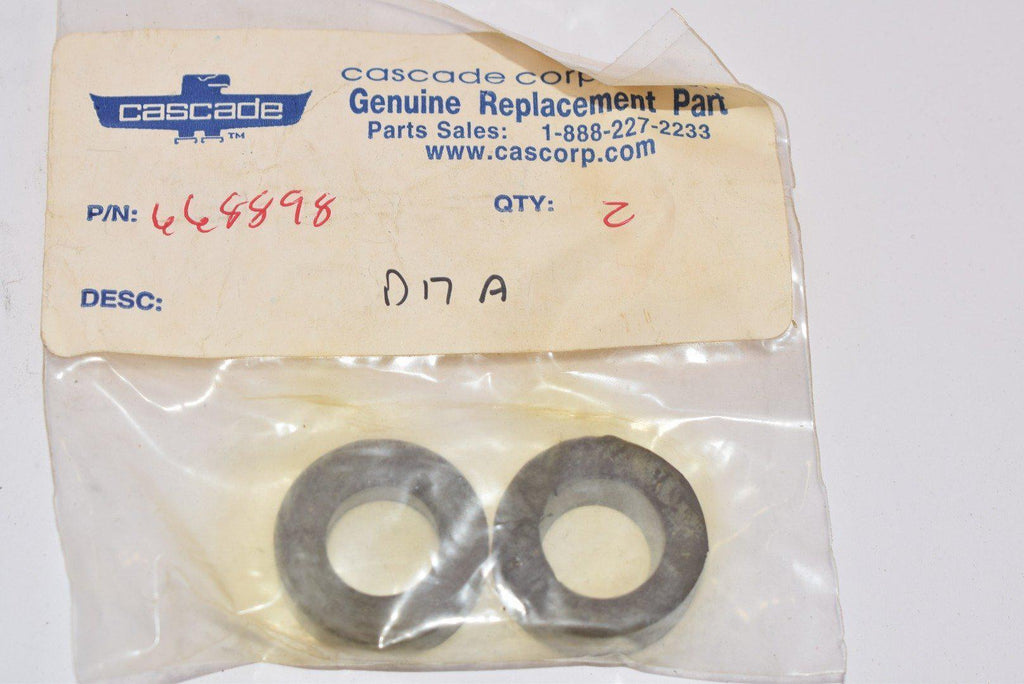 cascade™
cascade corp
Genuine Replacement Part
Parts Sales: 1-888-227-2233
www.cascorp.com
P/N: 668898
QTY: 2
DESC: D17 A